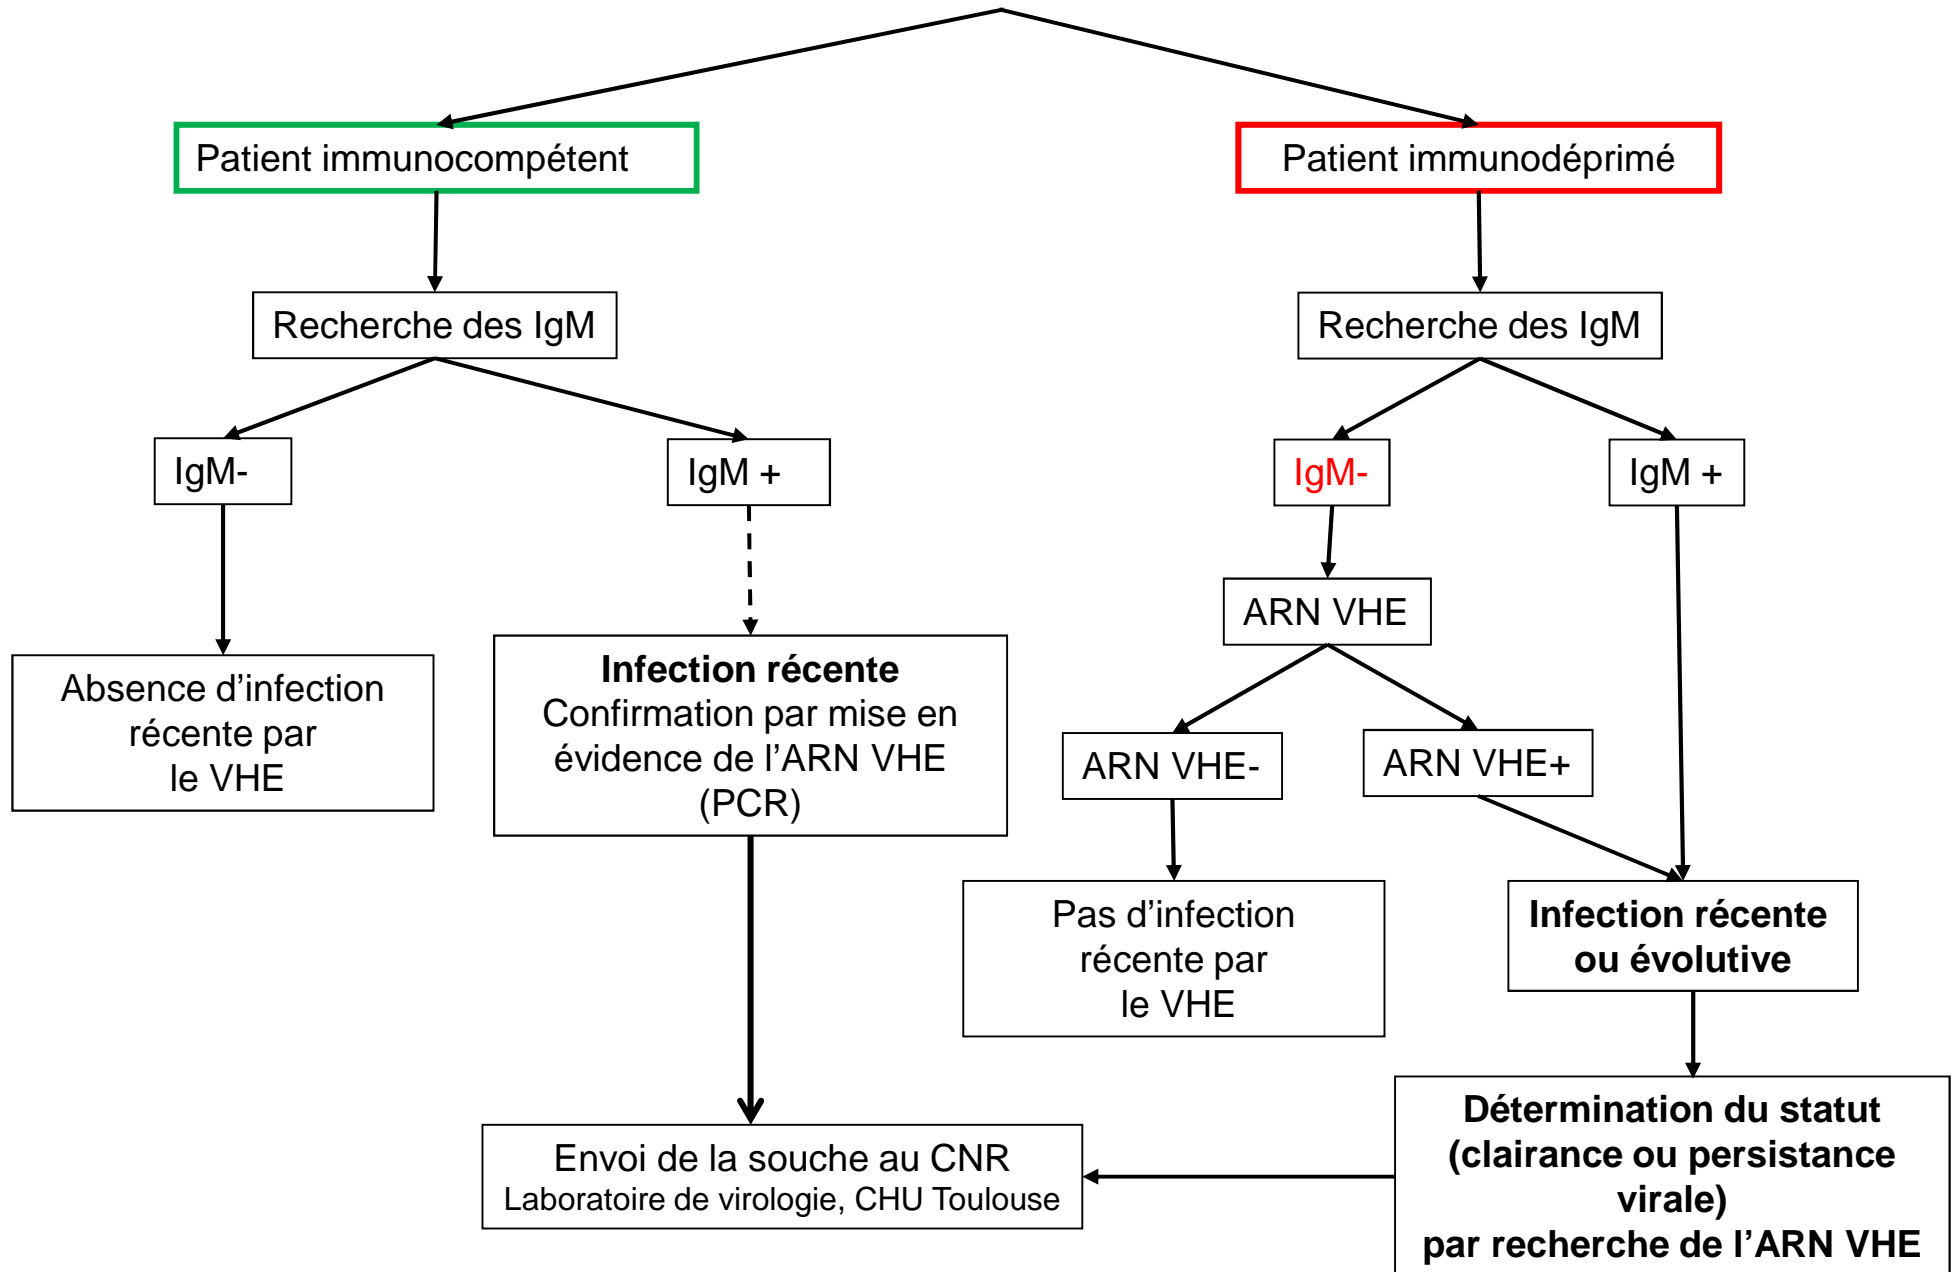 Patient immunocompétent
Patient immunodéprimé
Recherche des IgM
Recherche des IgM
IgM-
IgM +
IgM-
IgM +
ARN VHE
Absence d’infection
récente par
le VHE
Infection récente
Confirmation par mise en
évidence de l’ARN VHE
(PCR)
ARN VHE-
ARN VHE+
Pas d’infection
récente par
le VHE
Infection récente
ou évolutive
Envoi de la souche au CNR
Laboratoire de virologie, CHU Toulouse
Détermination du statut
(clairance ou persistance
virale)
par recherche de l’ARN VHE